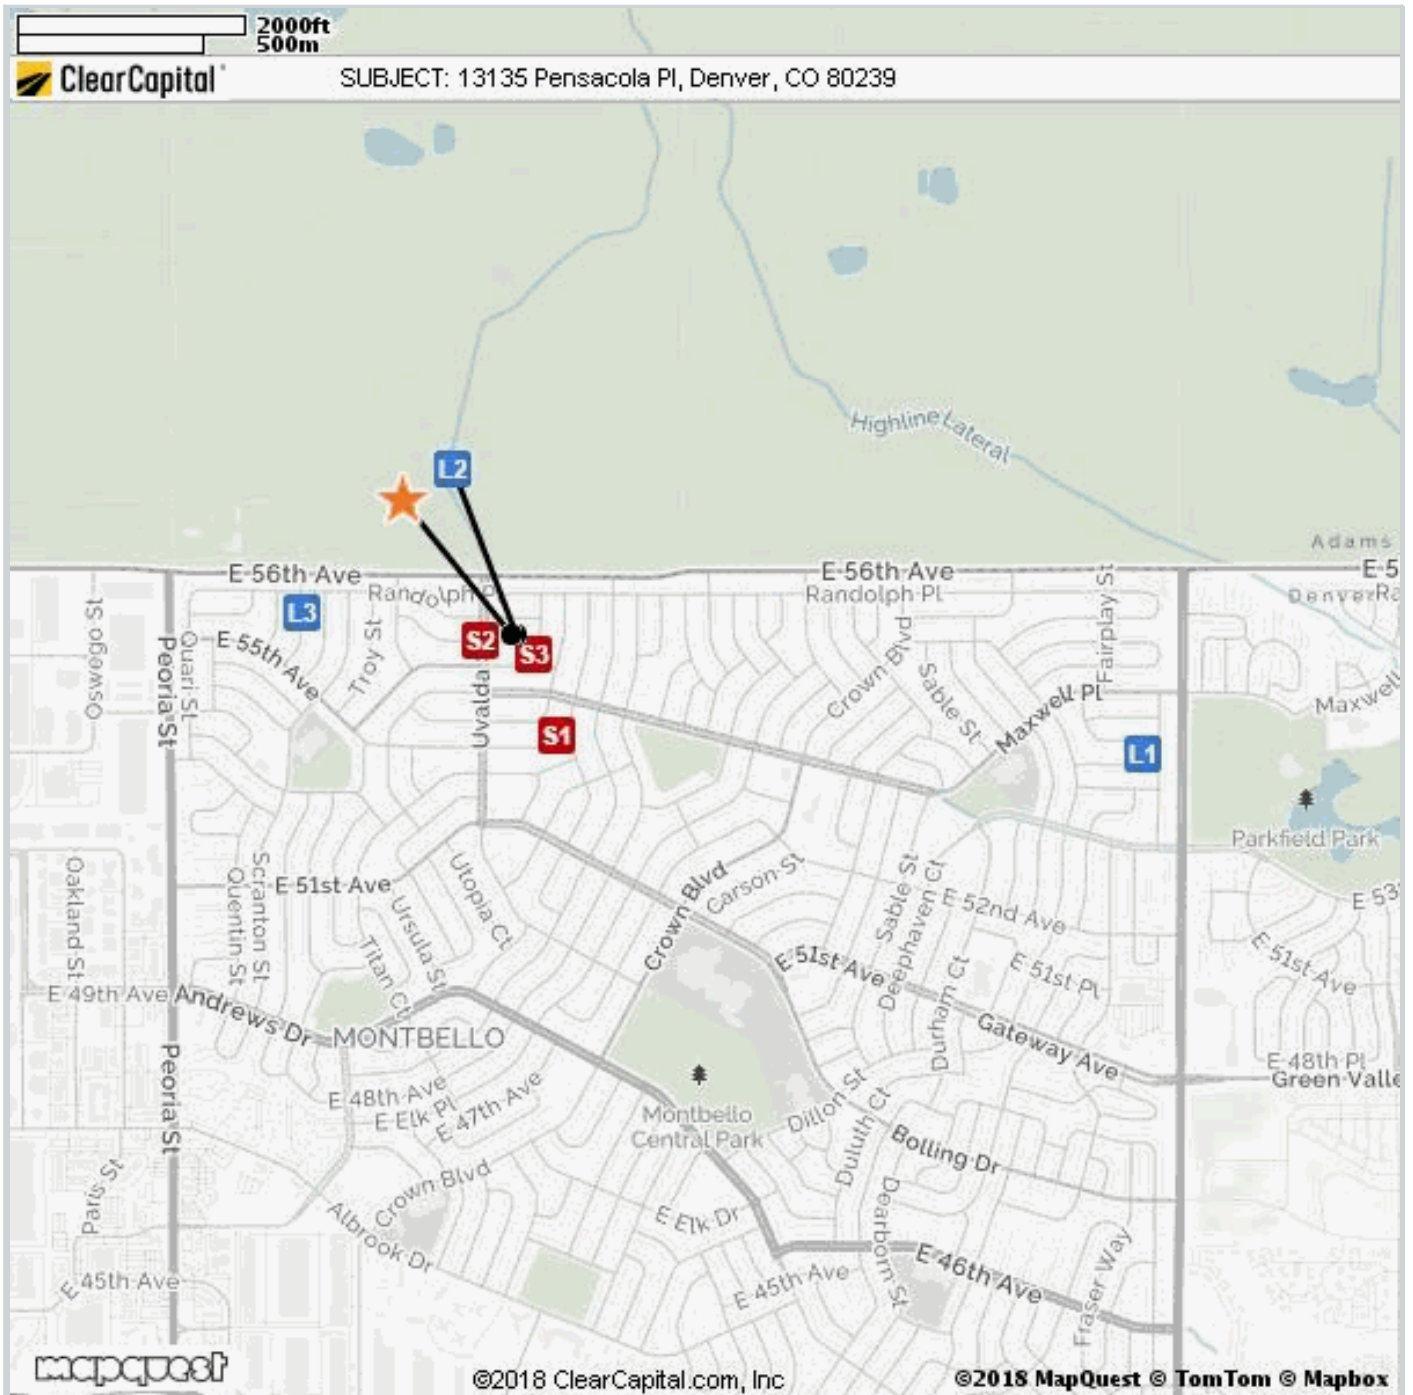 2000ft
500m
ClearCapital
SUBJECT: 13135 Pensacola Pl, Denver, CO 80239
Highline Lateral
L2
Adams
E 56th Ave
E 56th Ave
E 5
Randolph P
Randolph Pl
DenverRa
L3
Oswego St
Peoria St
Quari St
E 55th Ave
Troy St
S2
S3
Uvalda
S1
Crown Blvd
Sable St
Fairplay St
Maxwell Pl
Maxwell
L1
Parkfield Park
Oakland St
Scranton St
Quentin St
E 51st Ave
Ursula St
Utopia Ct
Titan Ct
Crown Blvd
Carson St
Sable St
Deephaven Ct
E 52nd Ave
E 53
E 51st Ave
E 51st Ave
E 51st Pl
E 49th Ave
Andrews Dr
MONTBELLO
Durham Ct
Gateway Ave
E 48th Pl
Green Valle
Peoria St
E 48th Ave
E Elk Pl
E 47th Ave
Montbello
Central Park
Dillon St
Duluth Ct
Bolling Dr
Paris St
Crown Blvd
Albrook Dr
E Elk Dr
Dearborn St
E 46th Ave
Fraser Way
E 45th Ave
E 45th Ave
mapquest
©2018 ClearCapital.com, Inc
©2018 MapQuest © TomTom © Mapbox